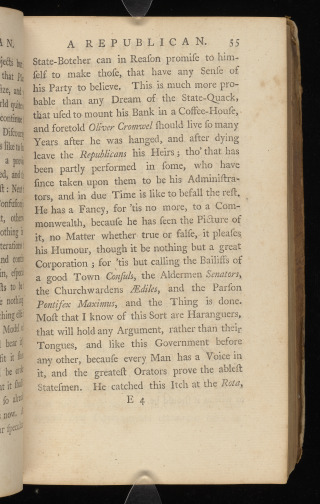 A REPUBLICAN. 55
State-Botcher can in Reaſon promiſe to him-
ſelf to make thoſe, that have any Senſe of
his Party to believe. This is much more pro-
bable than any Dream of the State-Quack,
that uſed to mount his Bank in a Coffee-Houſe,
and foretold Oliver Cromwel ſhould live ſo many
Years after he was hanged, and after dying
leave the Republicans his Heirs; tho' that has
been partly performed in ſome, who have
ſince taken upon them to be his Adminiſtra-
tors, and in due Time is like to befall the reſt.
He has a Fancy, for 'tis no more, to a Com-
monwealth, becauſe he has ſeen the Picture of
it, no Matter whether true or falſe, it pleaſes
his Humour, though it be nothing but a great
Corporation; for 'tis but calling the Bailiffs of
a good Town Conſuls, the Aldermen Senators,
the Churchwardens Ædiles, and the Parſon
Pontifex Maximus, and the Thing is done.
Moſt that I know of this Sort are Haranguers,
that will hold any Argument, rather than their
Tongues, and like this Government before
any other, becauſe every Man has a Voice in
it, and the greateſt Orators prove the ableſt
Stateſmen. He catched this Itch at the Rota,
E 4